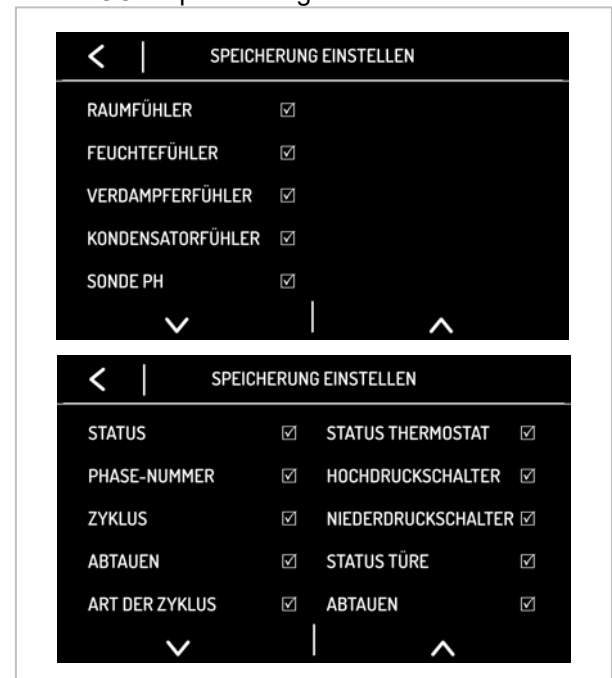 SPEICHERUNG EINSTELLEN
RAUMFÜHLER
FEUCHTEFÜHLER
VERDAMPFERFÜHLER
KONDENSATORFÜHLER
SONDE PH
SPEICHERUNG EINSTELLEN
STATUS STATUS THERMOSTAT
PHASE-NUMMER HOCHDRUCKSCHALTER
ZYKLUS NIEDERDRUCKSCHALTER
ABTAUEN STATUS TÜRE
ART DER ZYKLUS ABTAUEN